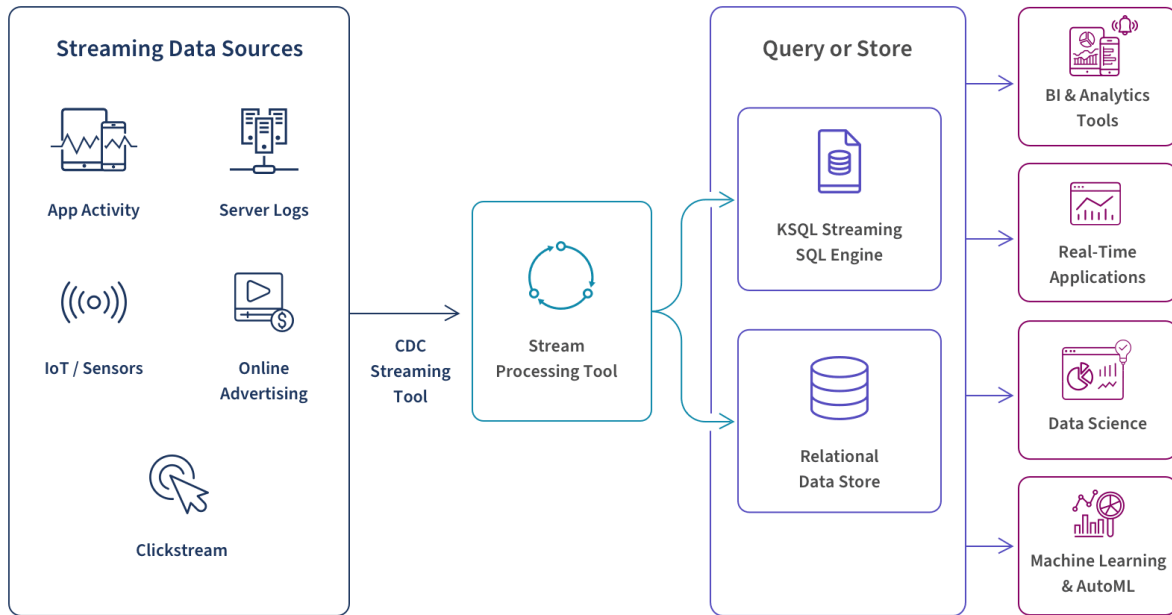 Streaming Data Sources
App Activity
Server Logs
IoT / Sensors
Online
Advertising
Clickstream
CDC
Streaming
Tool
Stream
Processing Tool
Query or Store
KSQL Streaming
SQL Engine
Relational
Data Store
BI & Analytics
Tools
Real-Time
Applications
Data Science
Machine Learning
& AutoML